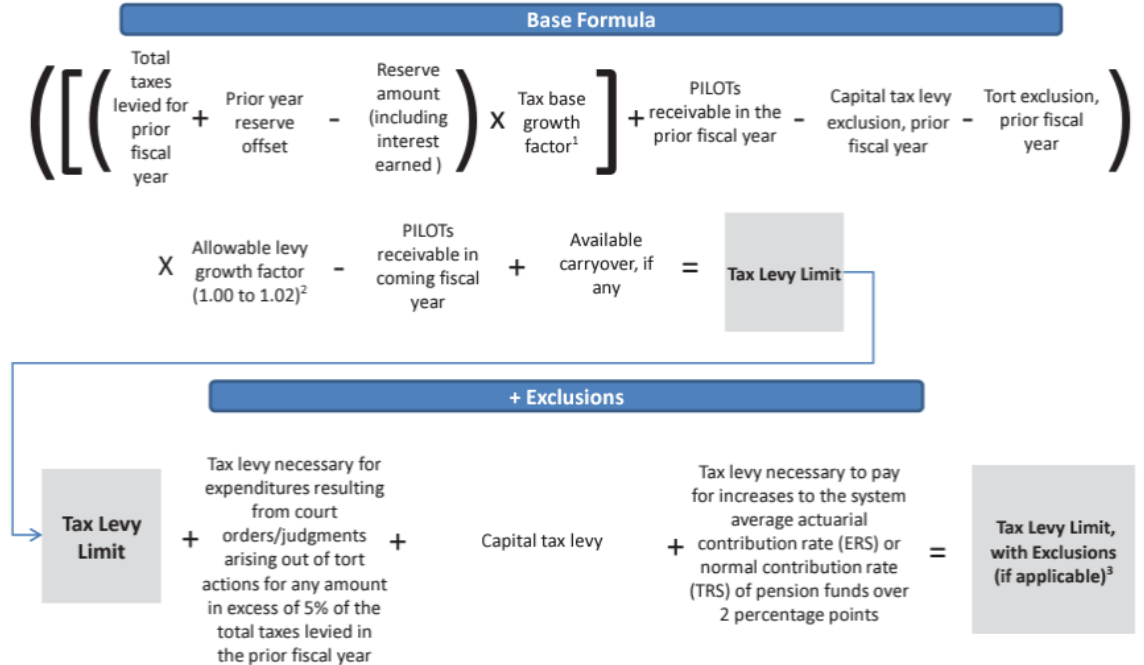 Base Formula
( [ (
Total
taxes
levied for
prior
fiscal
year
+
Prior year
reserve
offset
-
Reserve
amount
(including
interest
earned )
)
X
Tax base
growth
factor¹
]
+
PILOTs
receivable in the
prior fiscal year
-
Capital tax levy
exclusion, prior
fiscal year
-
Tort exclusion,
prior fiscal
year
)
X
Allowable levy
growth factor
(1.00 to 1.02)²
-
PILOTs
receivable in
coming fiscal
year
+
Available
carryover, if
any
=
Tax Levy Limit
+ Exclusions
Tax Levy
Limit
+
Tax levy necessary for
expenditures resulting
from court
orders/judgments
arising out of tort
actions for any amount
in excess of 5% of the
total taxes levied in
the prior fiscal year
+
Capital tax levy
+
Tax levy necessary to pay
for increases to the system
average actuarial
contribution rate (ERS) or
normal contribution rate
(TRS) of pension funds over
2 percentage points
=
Tax Levy Limit,
with Exclusions
(if applicable)³